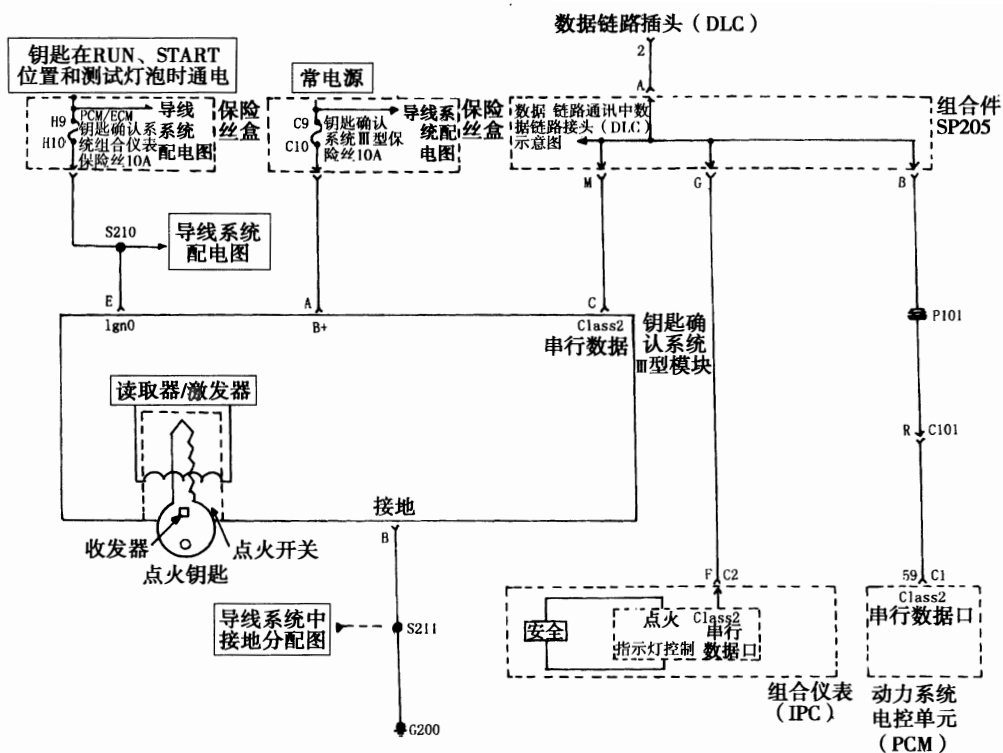 数据链路插头（DLC）
2
A
钥匙在RUN、START
位置和测试灯泡时通电
常电源
H9
H10
PCM/ECM
钥匙确认系
统组合仪表
保险丝10A
导线
系统
配电图
保险
丝盒
C9
C10
钥匙确认
系统Ⅲ型保
险丝10A
导线系
统配
电图
保险
丝盒
数据 链路通讯中数
据链路接头（DLC）
示意图
组合件
SP205
M
G
B
S210
导线系统
配电图
E
A
C
Ign0
B+
Class2
串行数据
钥匙确
认系统
Ⅲ型模块
P101
R
C101
读取器/激发器
接地
B
收发器
点火开关
点火钥匙
导线系统中
接地分配图
S211
G200
F
C2
59
C1
安全
点火
指示灯控制
Class2
串行
数据口
Class2
串行数据口
组合仪表
（IPC）
动力系统
电控单元
（PCM）